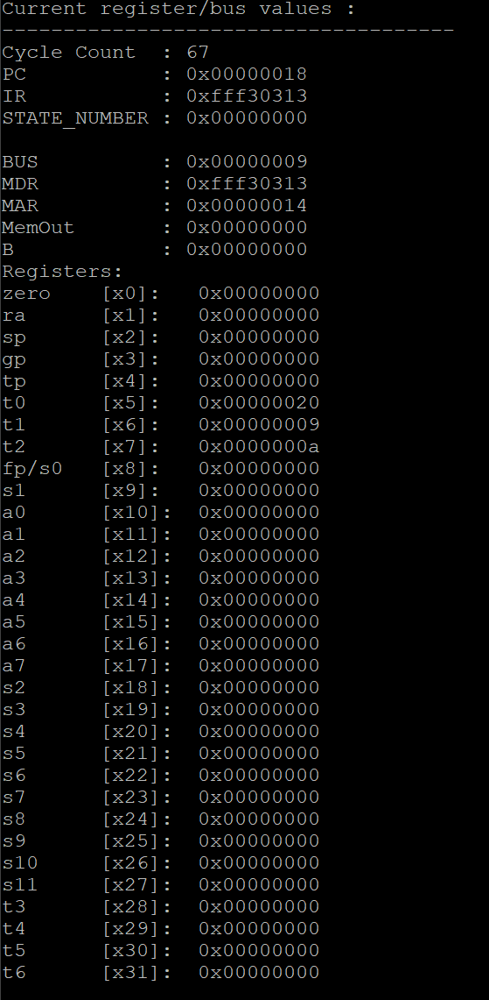 Current register/bus values :
-------------------------------------
Cycle Count  : 67
PC           : 0x00000018
IR           : 0xfff30313
STATE_NUMBER : 0x00000000
BUS          : 0x00000009
MDR          : 0xfff30313
MAR          : 0x00000014
MemOut       : 0x00000000
B            : 0x00000000
Registers:
zero    [x0]:   0x00000000
ra      [x1]:   0x00000000
sp      [x2]:   0x00000000
gp      [x3]:   0x00000000
tp      [x4]:   0x00000000
t0      [x5]:   0x00000020
t1      [x6]:   0x00000009
t2      [x7]:   0x0000000a
fp/s0   [x8]:   0x00000000
s1      [x9]:   0x00000000
a0      [x10]:  0x00000000
a1      [x11]:  0x00000000
a2      [x12]:  0x00000000
a3      [x13]:  0x00000000
a4      [x14]:  0x00000000
a5      [x15]:  0x00000000
a6      [x16]:  0x00000000
a7      [x17]:  0x00000000
s2      [x18]:  0x00000000
s3      [x19]:  0x00000000
s4      [x20]:  0x00000000
s5      [x21]:  0x00000000
s6      [x22]:  0x00000000
s7      [x23]:  0x00000000
s8      [x24]:  0x00000000
s9      [x25]:  0x00000000
s10     [x26]:  0x00000000
s11     [x27]:  0x00000000
t3      [x28]:  0x00000000
t4      [x29]:  0x00000000
t5      [x30]:  0x00000000
t6      [x31]:  0x00000000